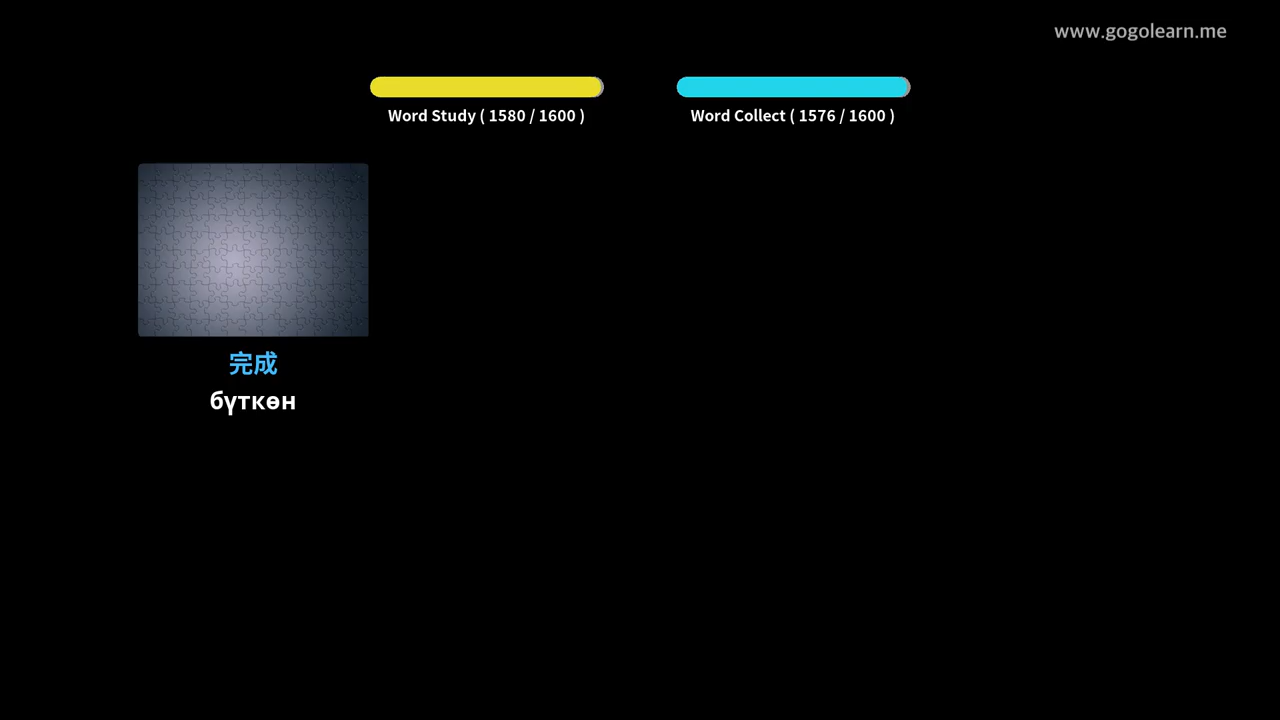 www.gogolearn.me
Word Study ( 1580 / 1600 )
Word Collect ( 1576 / 1600 )
完成
бүткөн